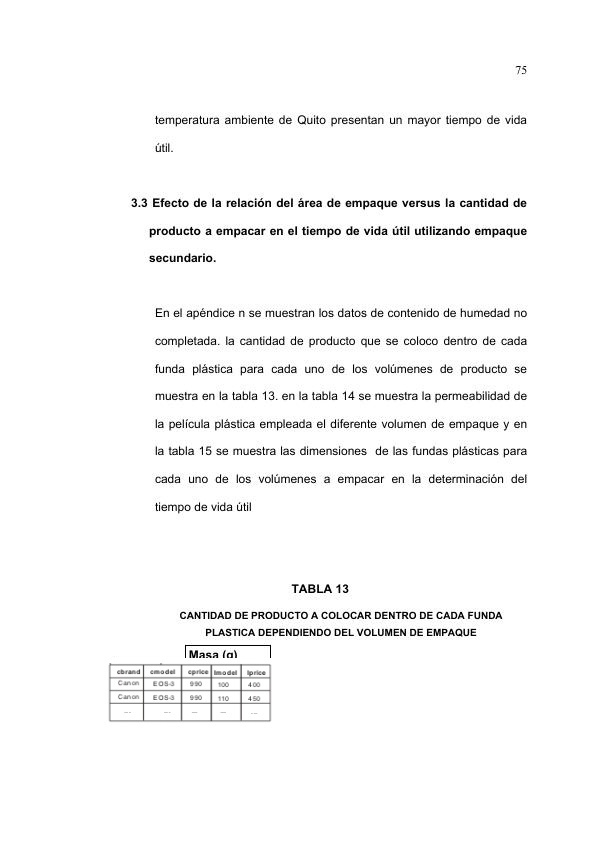 75
temperatura ambiente de Quito presentan un mayor tiempo de vida
útil.
3.3 Efecto de la relación del área de empaque versus la cantidad de
producto a empacar en el tiempo de vida útil utilizando empaque
secundario.
En el apéndice n se muestran los datos de contenido de humedad no
completada. la cantidad de producto que se coloco dentro de cada
funda plástica para cada uno de los volúmenes de producto se
muestra en la tabla 13. en la tabla 14 se muestra la permeabilidad de
la película plástica empleada el diferente volumen de empaque y en
la tabla 15 se muestra las dimensiones de las fundas plásticas para
cada uno de los volúmenes a empacar en la determinación del
tiempo de vida útil
TABLA 13
CANTIDAD DE PRODUCTO A COLOCAR DENTRO DE CADA FUNDA
PLASTICA DEPENDIENDO DEL VOLUMEN DE EMPAQUE
Masa (g)
cbrand cmodel cprice lmodel lprice
Canon EOS-3 990 100 400
Canon EOS-3 990 110 450
... ... ... ... ...